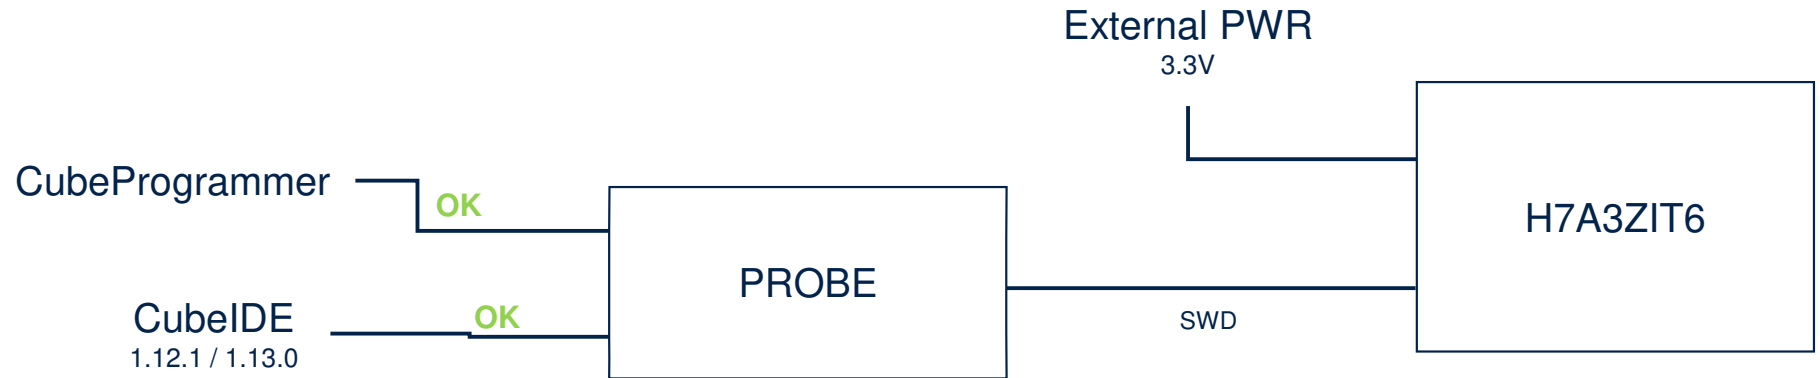 External PWR
3.3V
CubeProgrammer
OK
H7A3ZIT6
PROBE
CubeIDE
OK
1.12.1 / 1.13.0
SWD